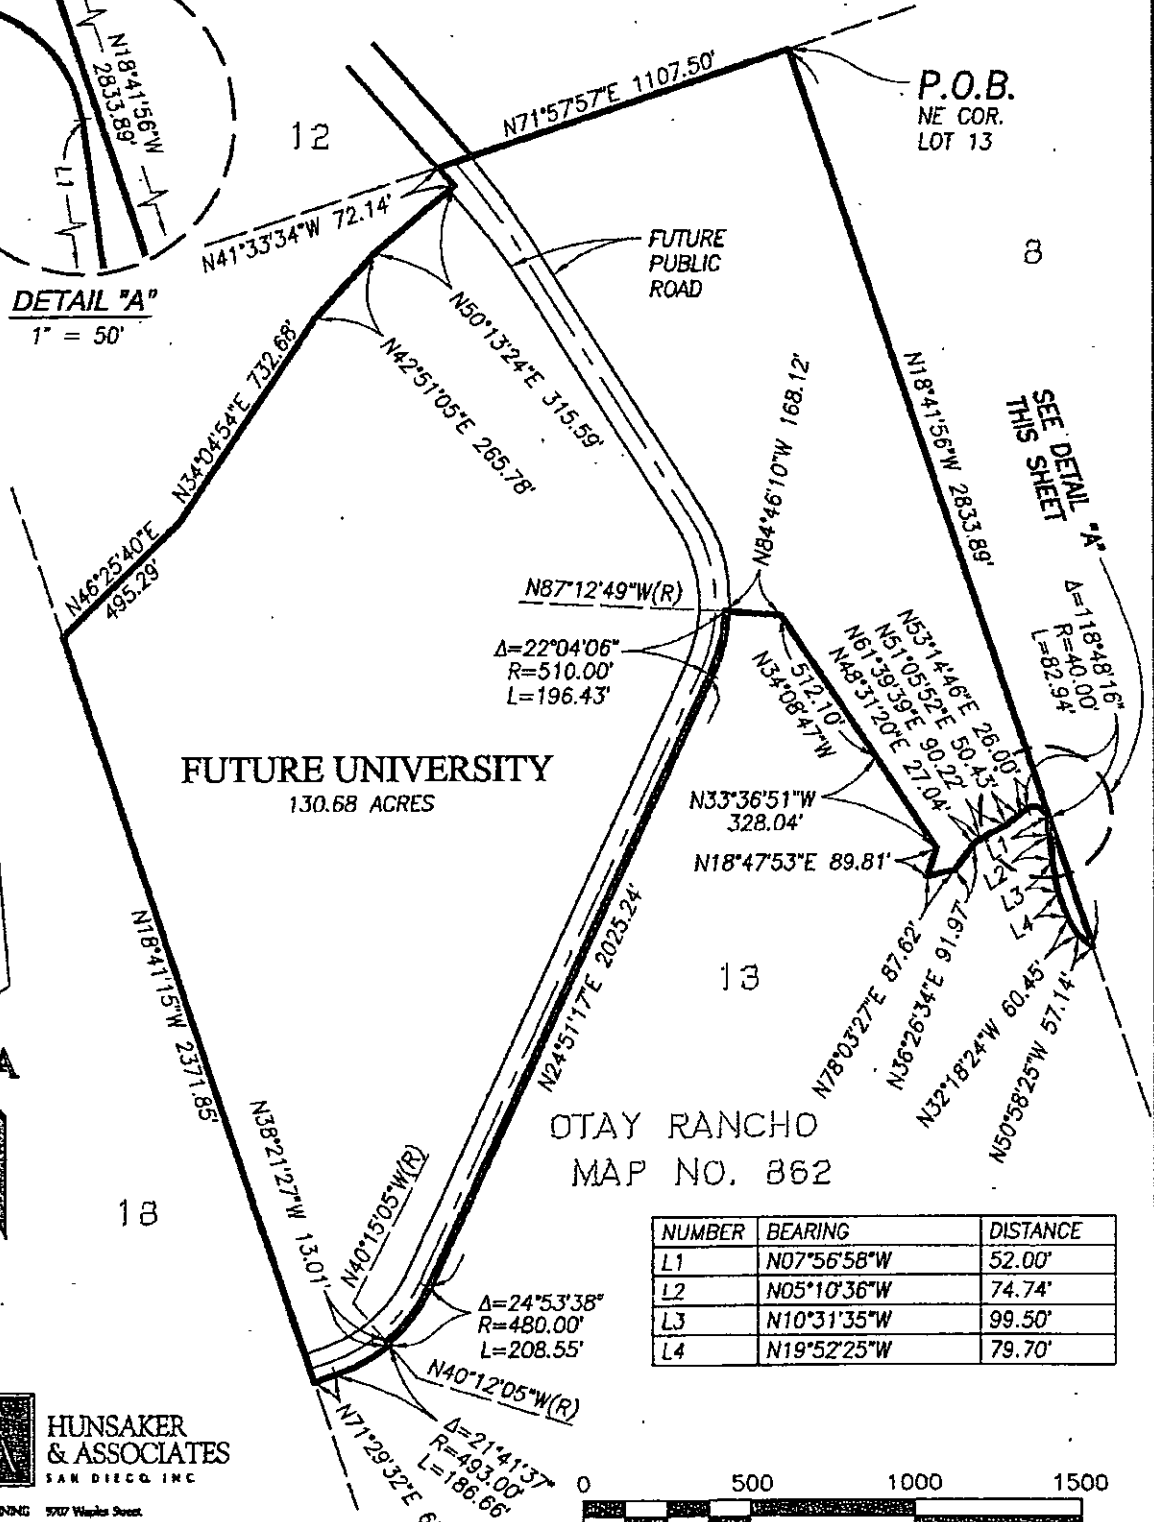 N18°41'56"W
2833.89'
L1
DETAIL "A"
1" = 50'
12
N71°57'57"E 1107.50'
P.O.B.
NE COR.
LOT 13
N41°33'34"W 72.14'
FUTURE
PUBLIC
ROAD
8
N50°13'24"E 315.59'
N42°51'05"E 265.78'
N34°04'54"E 732.68'
N46°25'40"E
495.29'
N18°41'56"W 2833.89'
SEE DETAIL "A"
THIS SHEET
N84°46'10"W 168.12'
N87°12'49"W(R)
Δ=22°04'06"
R=510.00'
L=196.43'
512.10'
N34°08'47"W
N53°14'46"E 26.00'
N51°05'52"E 50.43'
N61°39'39"E 90.22'
N48°31'20"E 27.04'
Δ=118°48'16"
R=40.00'
L=82.94'
FUTURE UNIVERSITY
130.68 ACRES
N33°36'51"W
328.04'
N18°47'53"E 89.81'
L1
L2
L3
L4
N78°03'27"E 87.62'
N36°26'34"E 91.97'
N32°18'24"W 60.45'
N50°58'25"W 57.14'
13
N24°51'17"E 2025.24'
N18°41'15"W 2371.85'
A
OTAY RANCHO
MAP NO. 862
18
N38°21'27"W 13.01'
N40°15'05"W(R)
Δ=24°53'38"
R=480.00'
L=208.55'
N40°12'05"W(R)
Δ=21°41'37"
R=493.00'
L=186.66'
N71°29'32"E
NUMBER BEARING DISTANCE
L1 N07°56'58"W 52.00'
L2 N05°10'36"W 74.74'
L3 N10°31'35"W 99.50'
L4 N19°52'25"W 79.70'
HUNSAKER
& ASSOCIATES
SAN DIEGO, INC
NNING 9707 Waples Street
0 500 1000 1500